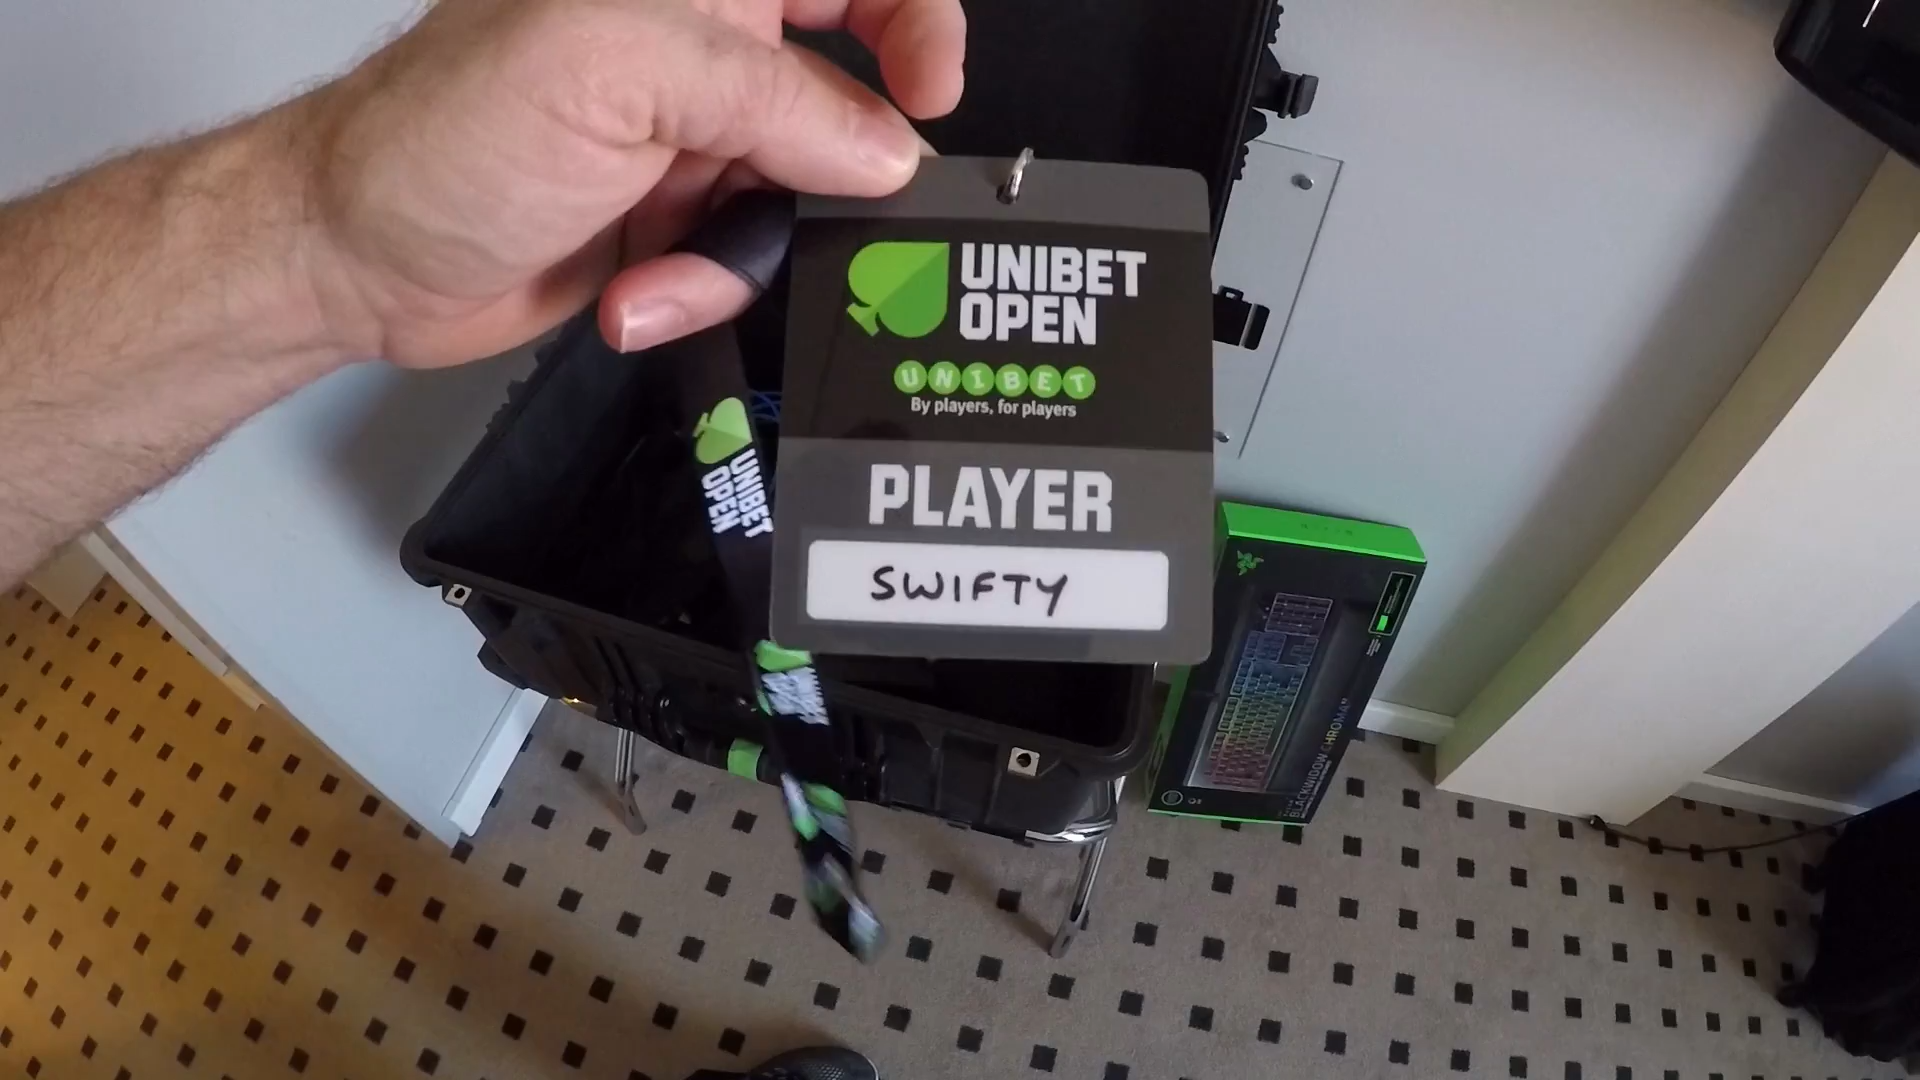 UNIBET
OPEN
UNIBET
By players, for players
PLAYER
SWIFTY
UNIBET
OPEN
BLACKWIDOW CHROMA